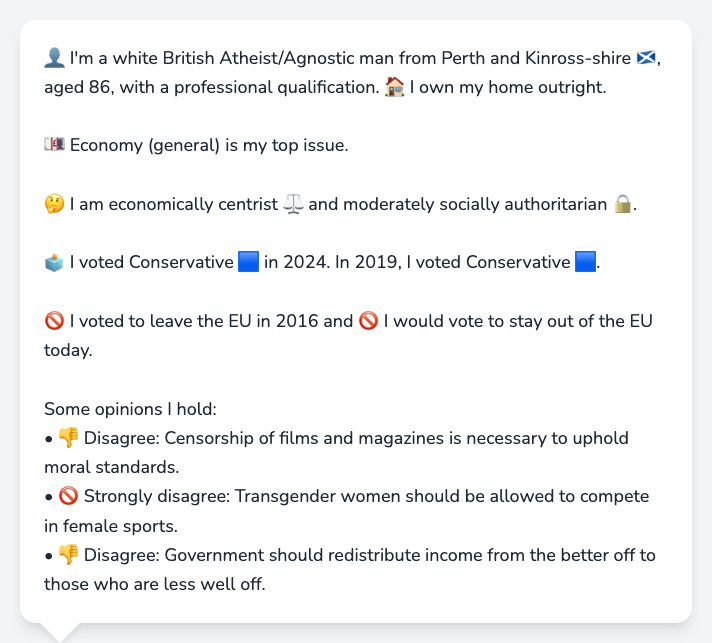 👤 I'm a white British Atheist/Agnostic man from Perth and Kinross-shire 🏴󠁧󠁢󠁳󠁣󠁴󠁿,
aged 86, with a professional qualification. 🏠 I own my home outright.
💷 Economy (general) is my top issue.
🤔 I am economically centrist ⚖️ and moderately socially authoritarian 🔒.
🗳️ I voted Conservative 🟦 in 2024. In 2019, I voted Conservative 🟦.
🚫 I voted to leave the EU in 2016 and 🚫 I would vote to stay out of the EU
today.
Some opinions I hold:
• 👎 Disagree: Censorship of films and magazines is necessary to uphold
moral standards.
• 🚫 Strongly disagree: Transgender women should be allowed to compete
in female sports.
• 👎 Disagree: Government should redistribute income from the better off to
those who are less well off.